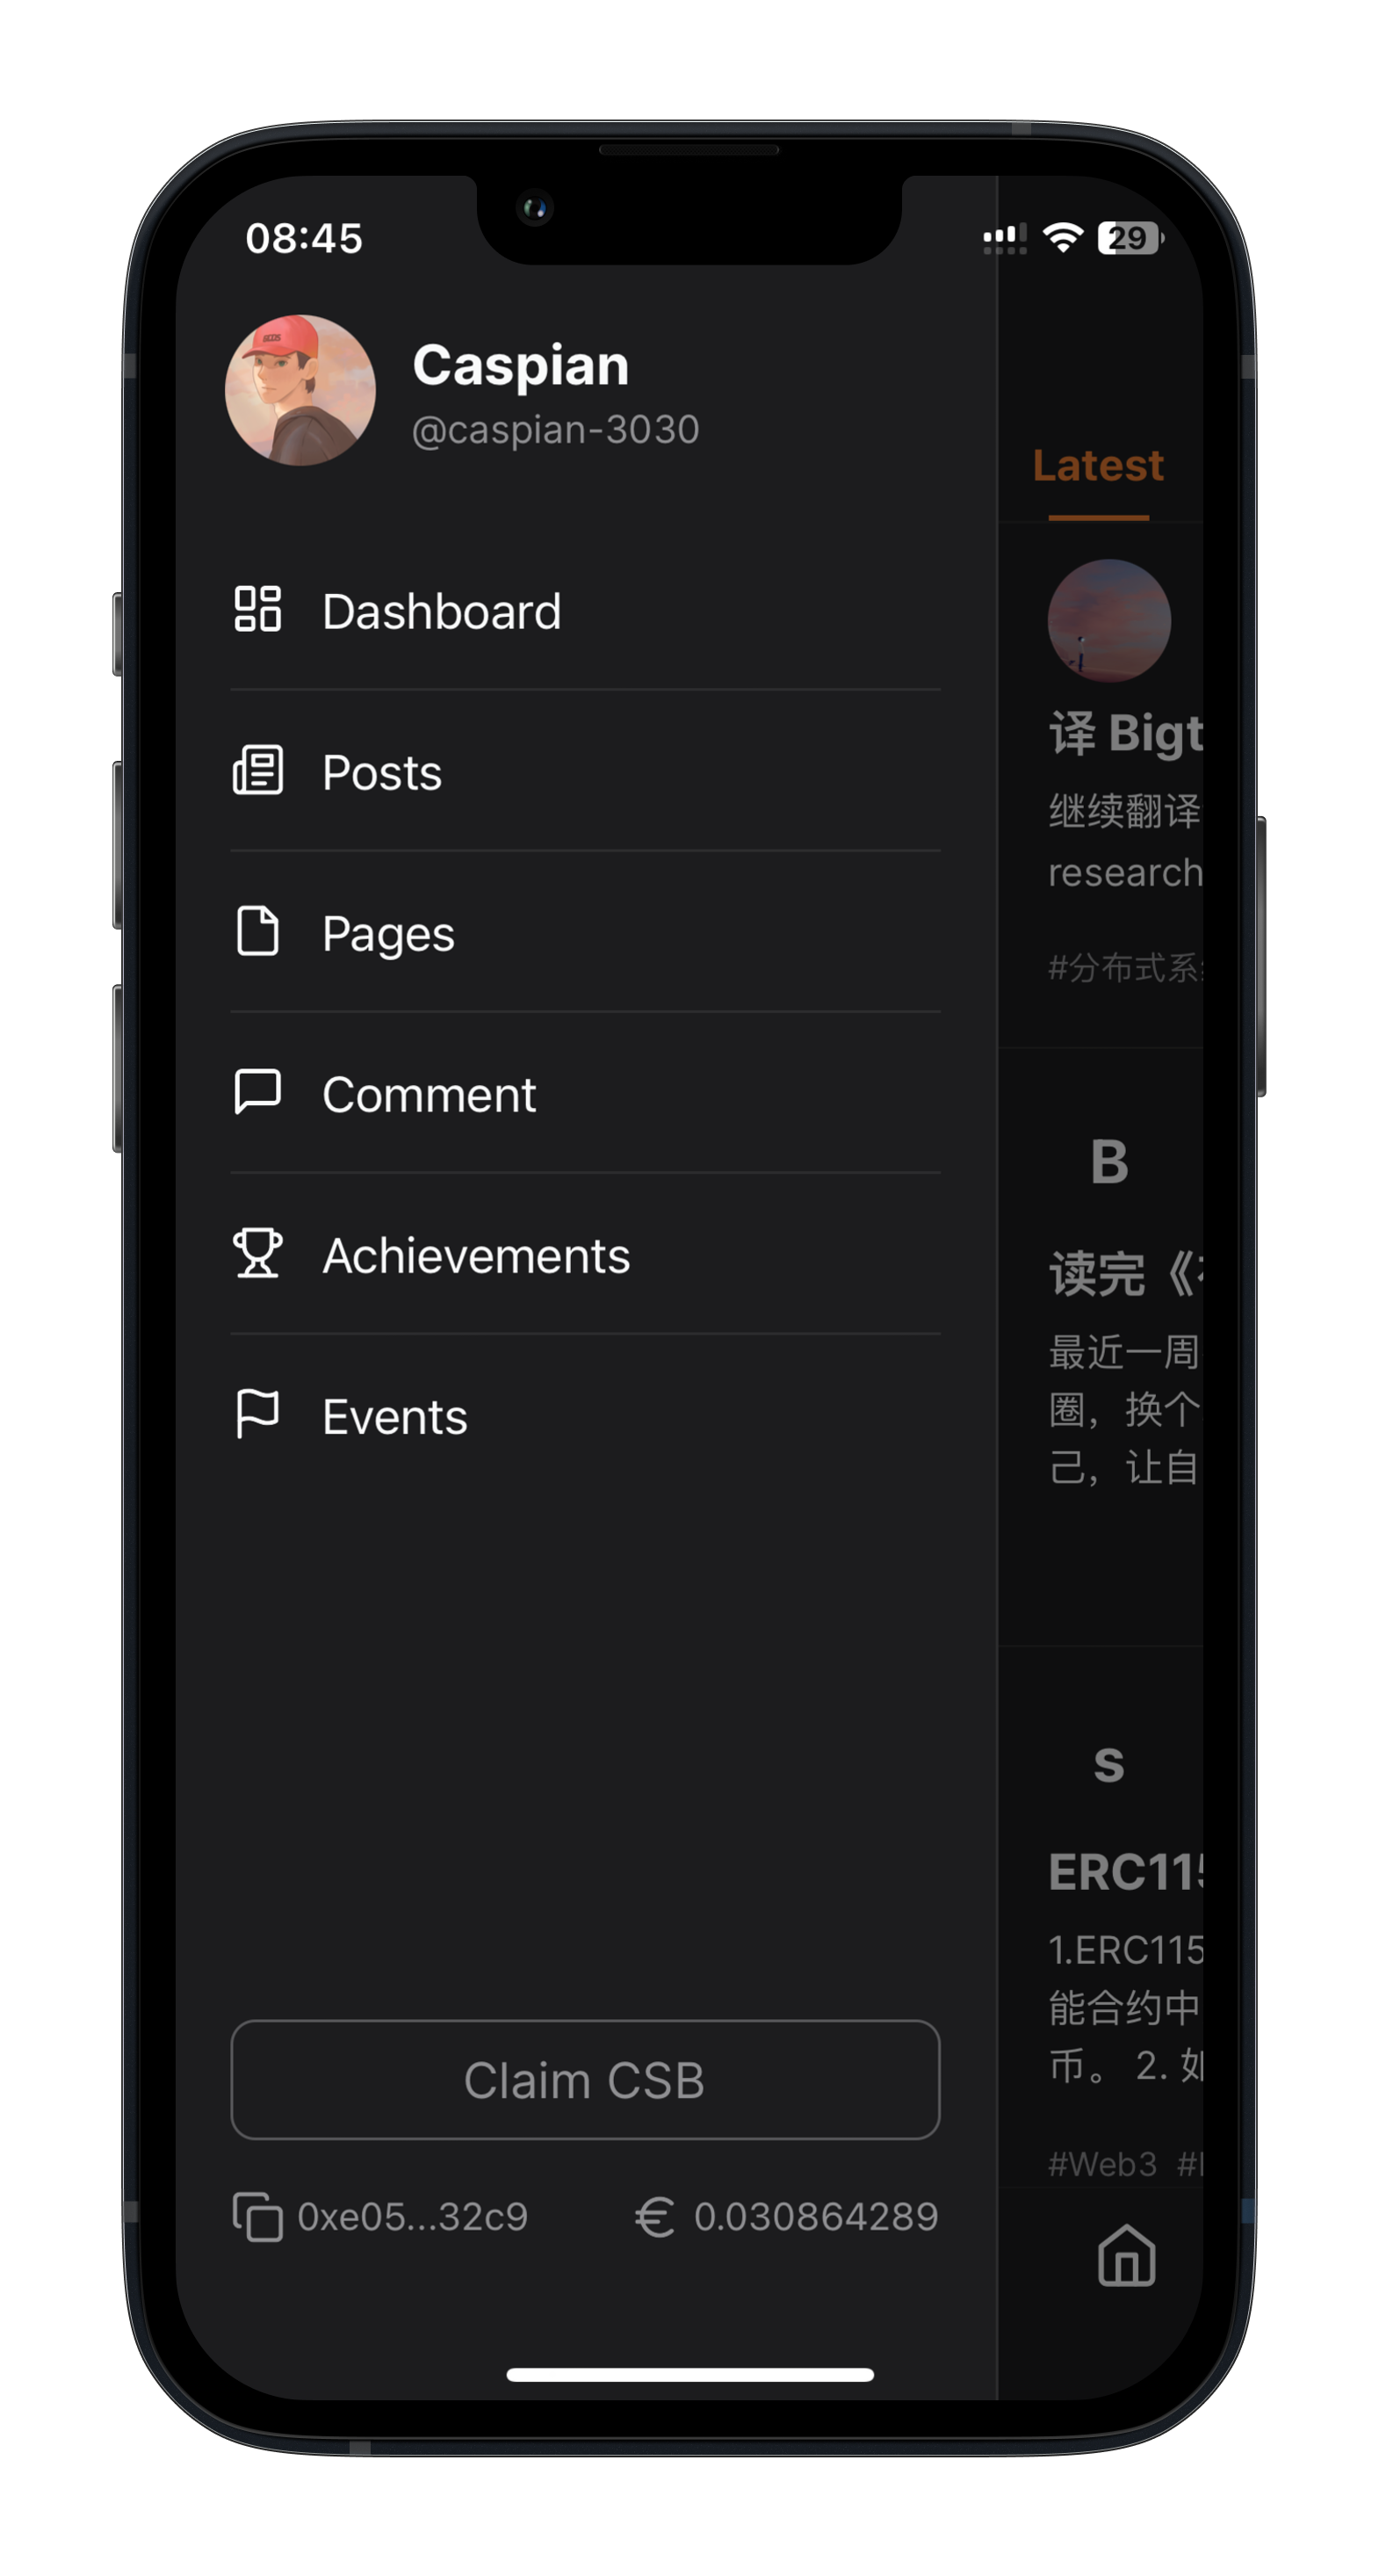 08:45
29
Caspian
@caspian-3030
Dashboard
Posts
Pages
Comment
Achievements
Events
Claim CSB
0xe05...32c9
€ 0.030864289
Latest
译 Bigt
继续翻译
research
#分布式系
B
读完《
最近一周
圈，换个
己，让自
s
ERC115
1.ERC115
能合约中
币。 2. 如
#Web3 #